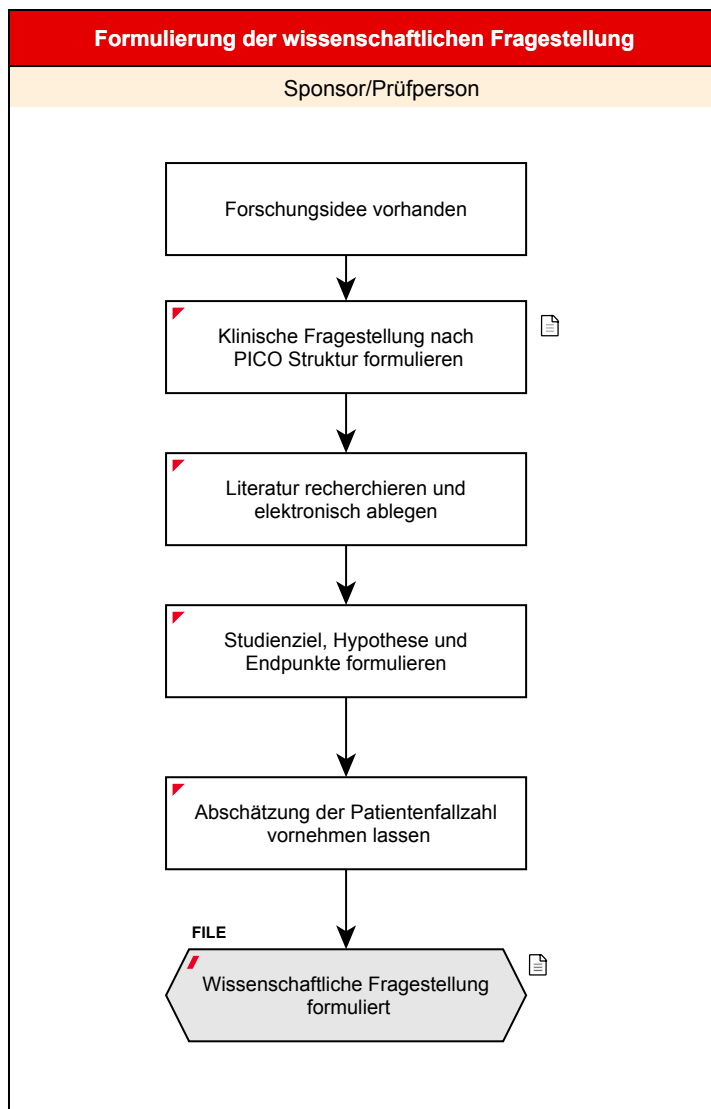 Formulierung der wissenschaftlichen Fragestellung
Sponsor/Prüfperson
Forschungsidee vorhanden
Klinische Fragestellung nach
PICO Struktur formulieren
Literatur recherchieren und
elektronisch ablegen
Studienziel, Hypothese und
Endpunkte formulieren
Abschätzung der Patientenfallzahl
vornehmen lassen
FILE
Wissenschaftliche Fragestellung
formuliert